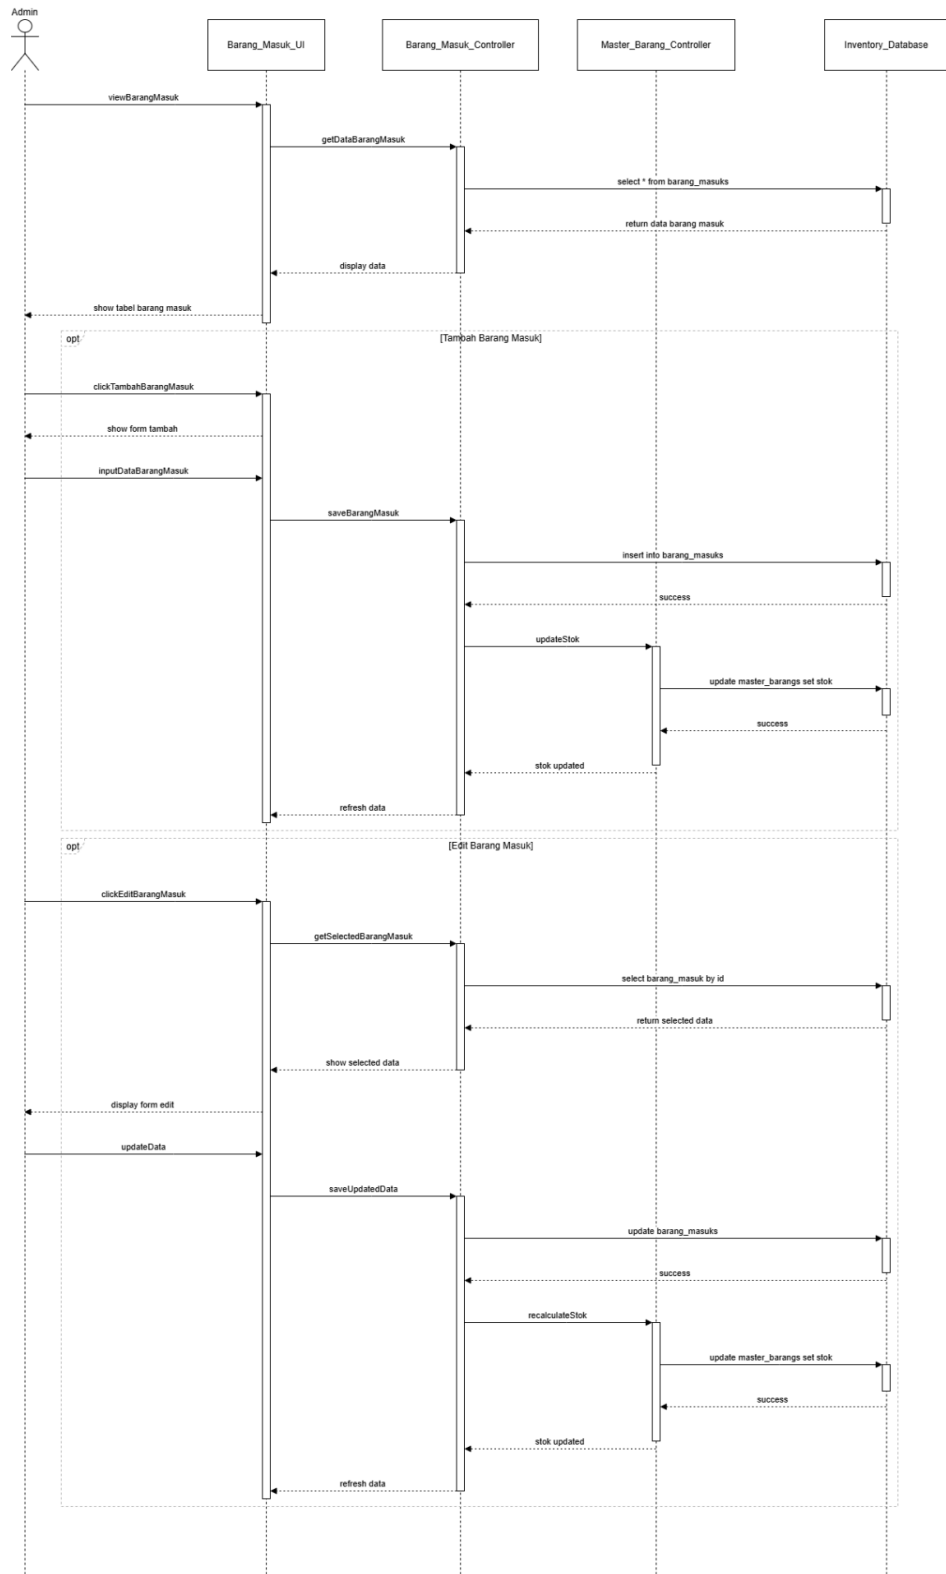 Admin
Barang_Masuk_UI
Barang_Masuk_Controller
Master_Barang_Controller
Inventory_Database
viewBarangMasuk
getDataBarangMasuk
select * from barang_masuks
return data barang masuk
display data
show tabel barang masuk
opt
[Tambah Barang Masuk]
clickTambahBarangMasuk
show form tambah
inputDataBarangMasuk
saveBarangMasuk
insert into barang_masuks
success
updateStok
update master_barangs set stok
success
stok updated
refresh data
opt
[Edit Barang Masuk]
clickEditBarangMasuk
getSelectedBarangMasuk
select barang_masuk by id
return selected data
show selected data
display form edit
updateData
saveUpdatedData
update barang_masuks
success
recalculateStok
update master_barangs set stok
success
stok updated
refresh data